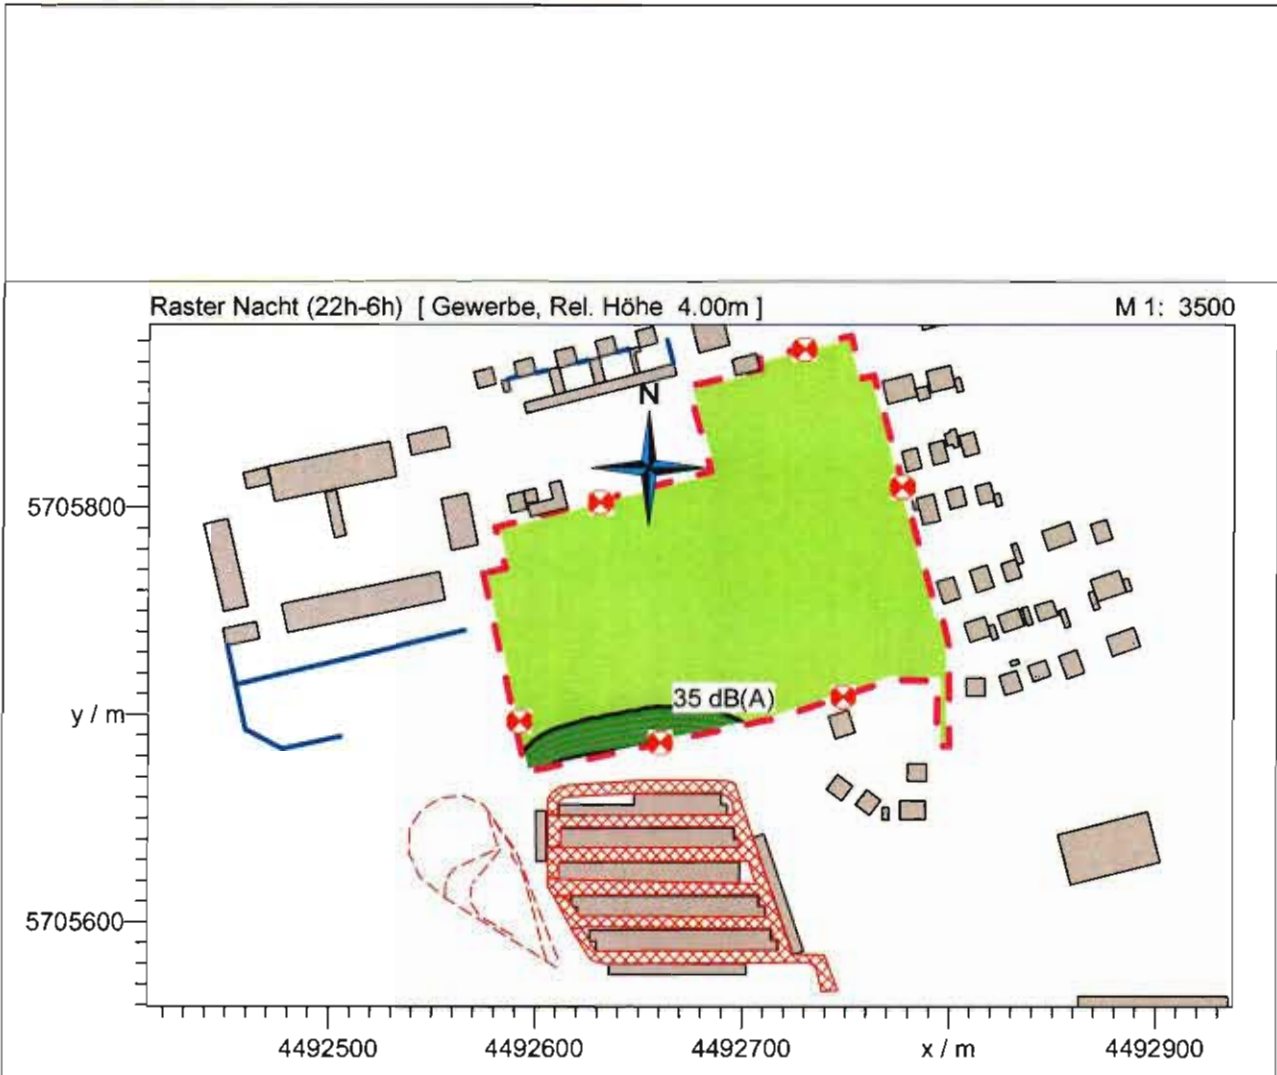 Raster Nacht (22h-6h) [ Gewerbe, Rel. Höhe 4.00m ] M 1: 3500
N
5705800
35 dB(A)
y / m
5705600
4492500 4492600 4492700 x / m 4492900